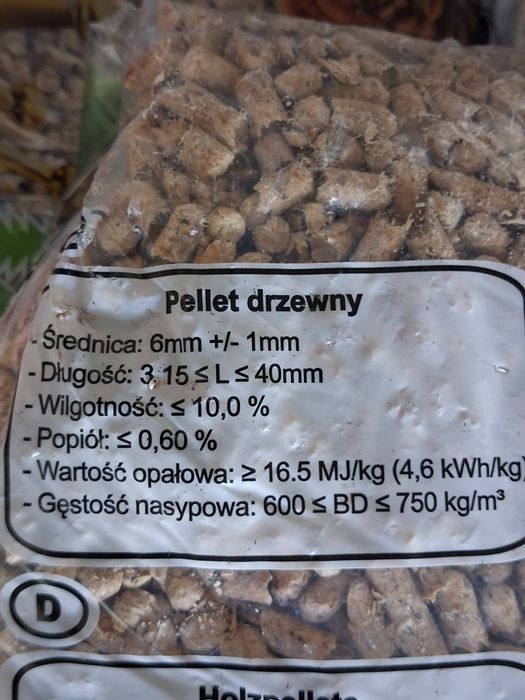 Pellet drzewny
- Średnica: 6mm +/- 1mm
- Długość: 3 15 ≤ L ≤ 40mm
- Wilgotność: ≤ 10,0 %
- Popiół: ≤ 0,60 %
- Wartość opałowa: ≥ 16.5 MJ/kg (4,6 kWh/kg)
- Gęstość nasypowa: 600 ≤ BD ≤ 750 kg/m³
D
Holzpellets